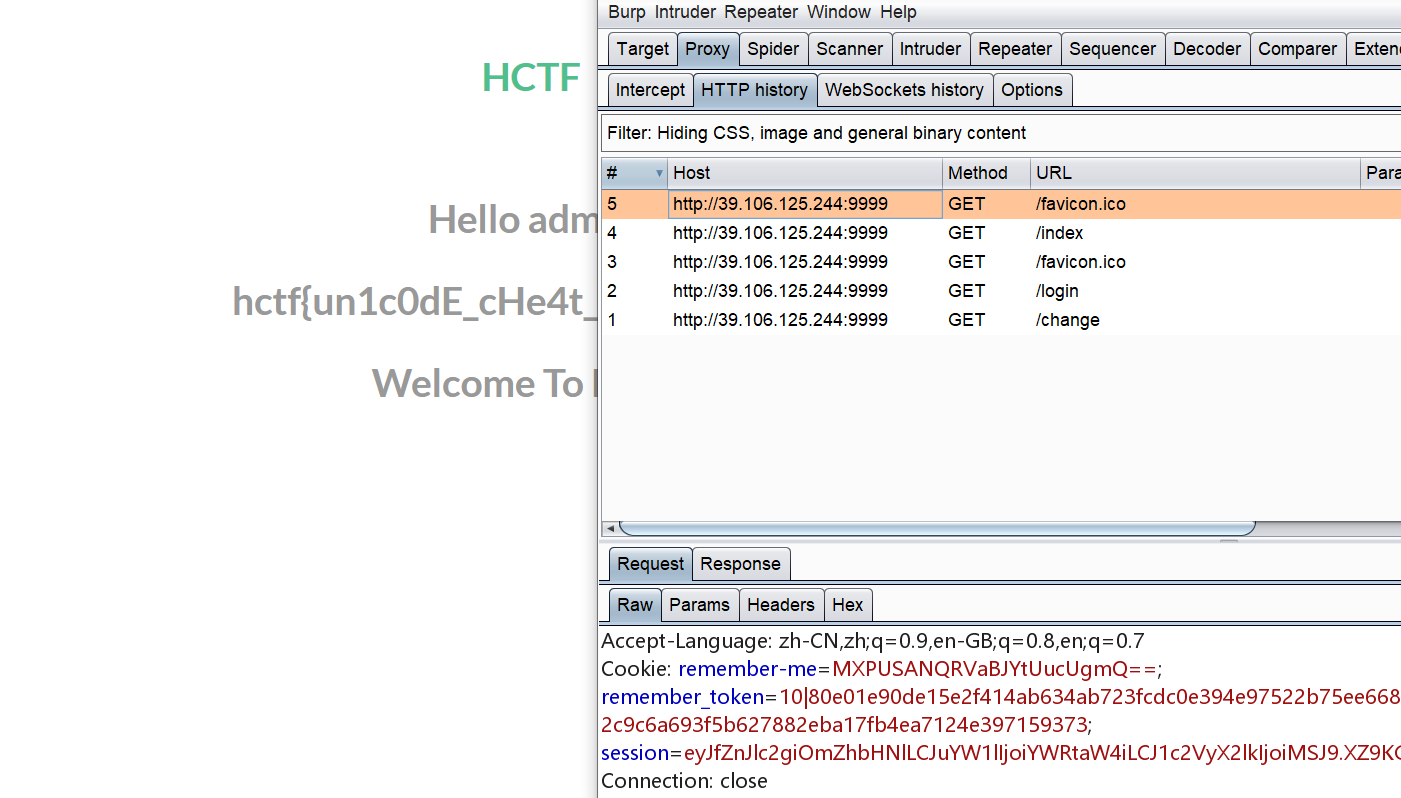 HCTF
Hello adm
hctf{un1c0dE_cHe4t_
Welcome To
Burp Intruder Repeater Window Help
Target Proxy Spider Scanner Intruder Repeater Sequencer Decoder Comparer Exten
Intercept HTTP history WebSockets history Options
Filter: Hiding CSS, image and general binary content
# Host Method URL Para
5 http://39.106.125.244:9999 GET /favicon.ico
4 http://39.106.125.244:9999 GET /index
3 http://39.106.125.244:9999 GET /favicon.ico
2 http://39.106.125.244:9999 GET /login
1 http://39.106.125.244:9999 GET /change
Request Response
Raw Params Headers Hex
Accept-Language: zh-CN,zh;q=0.9,en-GB;q=0.8,en;q=0.7
Cookie: remember-me=MXPUSANQRVaBJYtUucUgmQ==;
remember_token=10|80e01e90de15e2f414ab634ab723fcdc0e394e97522b75ee668
2c9c6a693f5b627882eba17fb4ea7124e397159373;
session=eyJfZnJlc2giOmZhbHNlLCJuYW1lIjoiYWRtaW4iLCJ1c2VyX2lkIjoiMSJ9.XZ9K
Connection: close